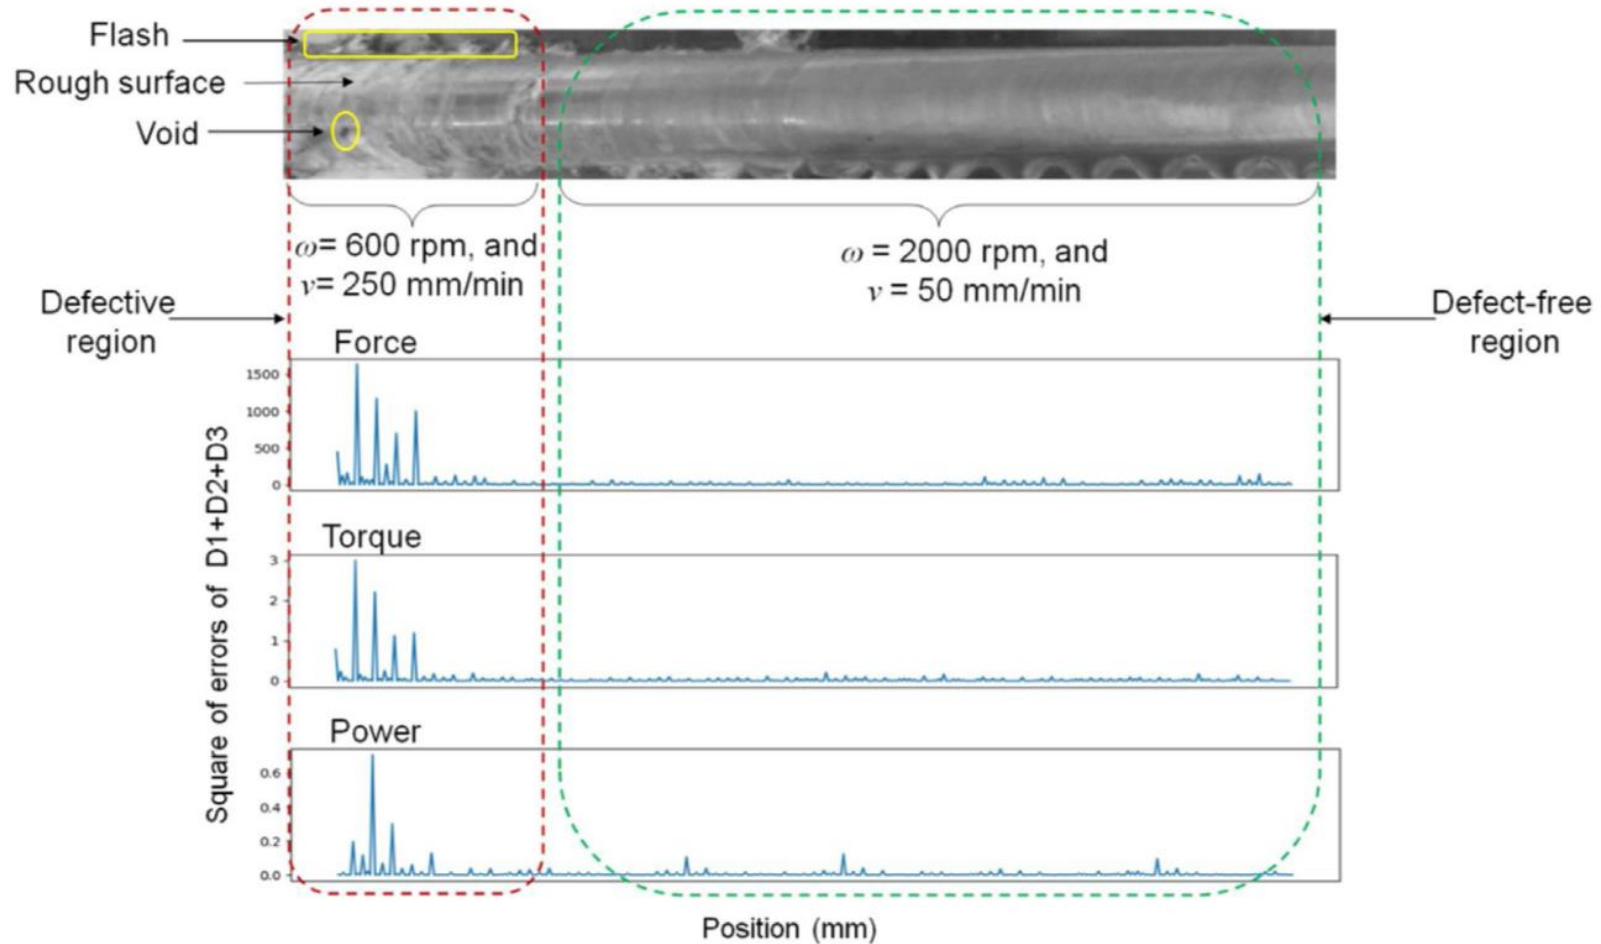 Flash
Rough surface
Void
ω= 600 rpm, and
v= 250 mm/min
ω = 2000 rpm, and
v = 50 mm/min
Defective
region
Defect-free
region
Force
1500
1000
500
0
Torque
3
2
1
0
Power
0.6
0.4
0.2
0.0
Square of errors of D1+D2+D3
Position (mm)